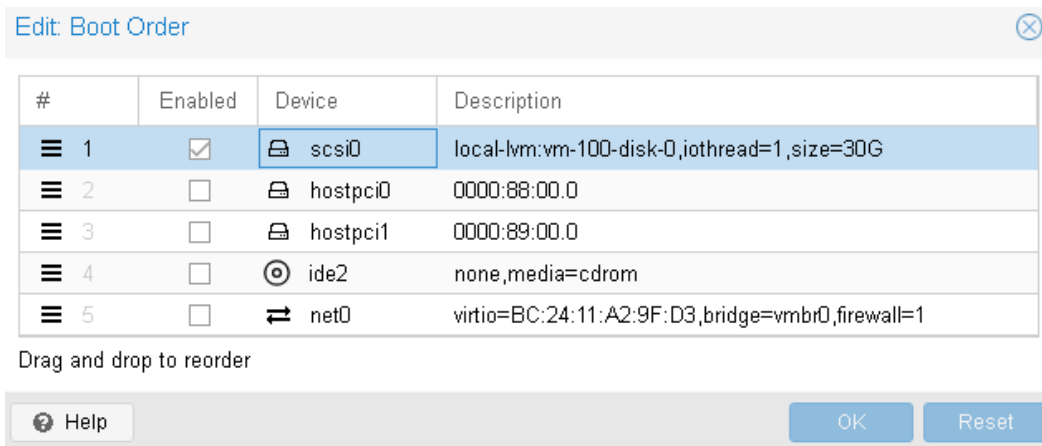 Edit: Boot Order
# Enabled Device Description
1 scsi0 local-lvm:vm-100-disk-0,iothread=1,size=30G
2 hostpci0 0000:88:00.0
3 hostpci1 0000:89:00.0
4 ide2 none,media=cdrom
5 net0 virtio=BC:24:11:A2:9F:D3,bridge=vmbr0,firewall=1
Drag and drop to reorder
Help OK Reset